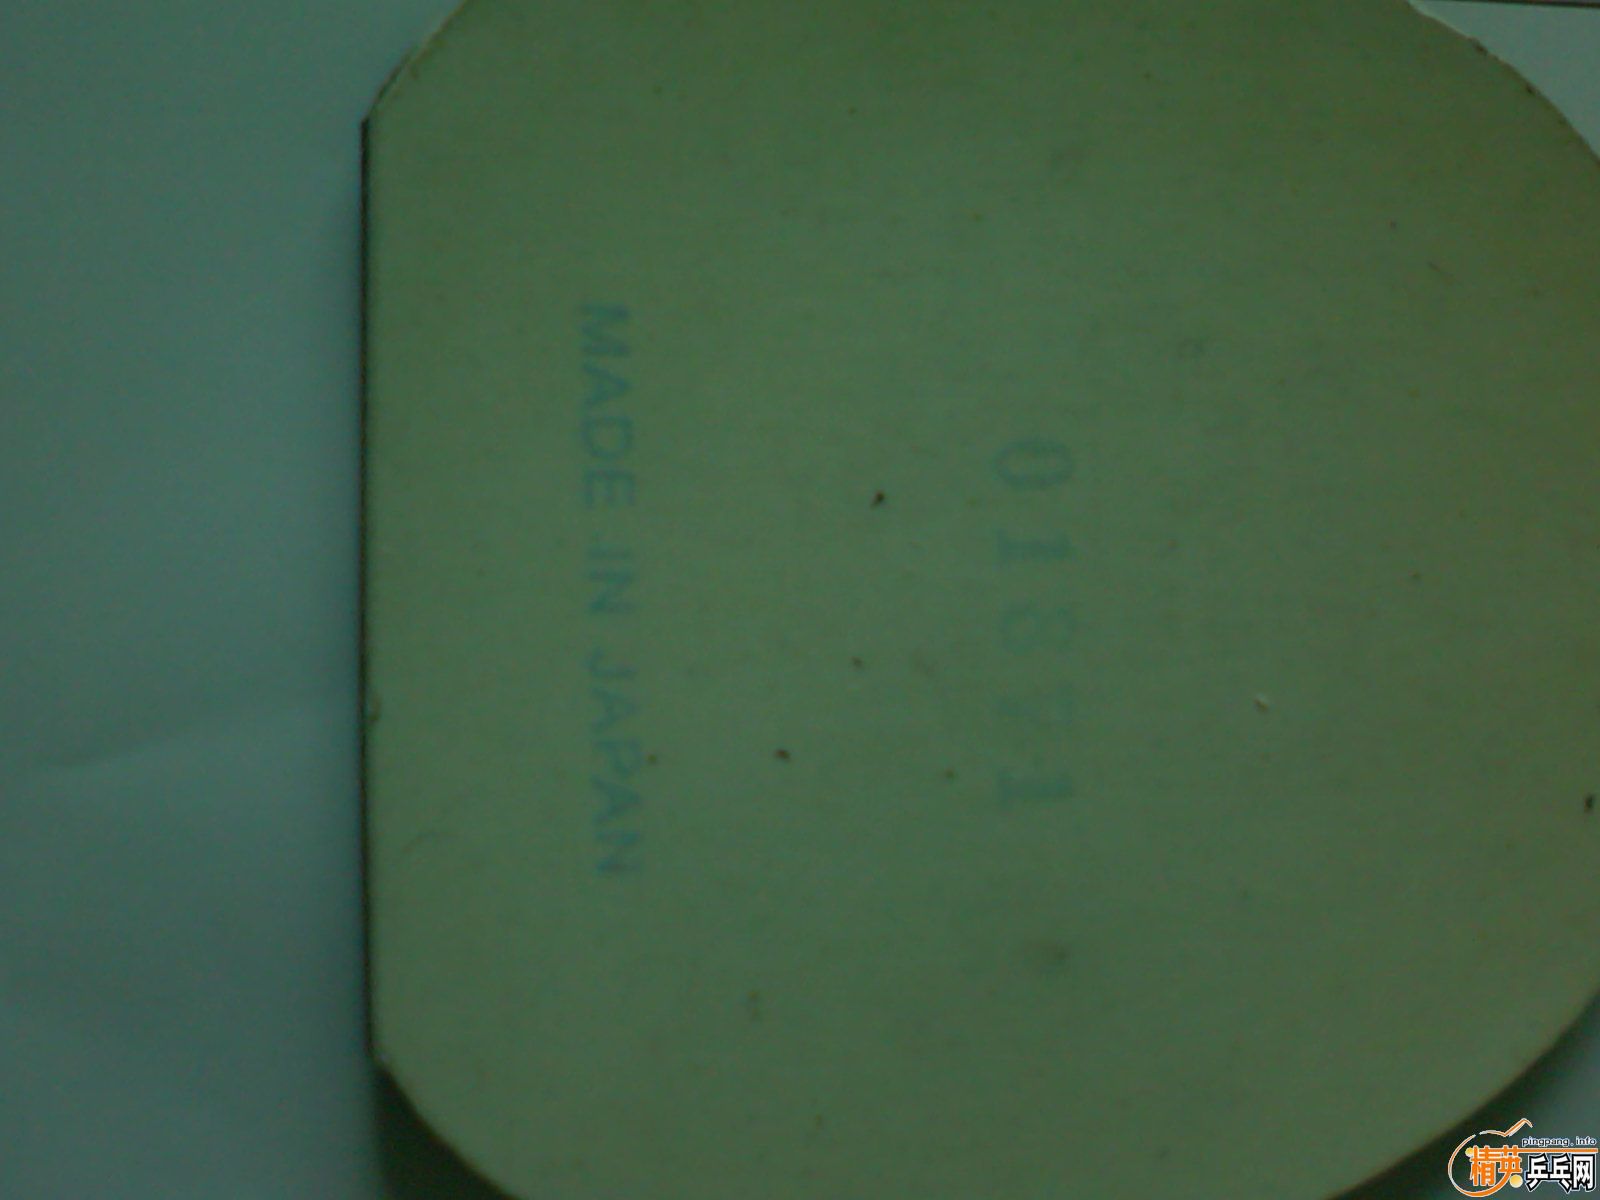 01871
MADE IN JAPAN
pingpang.info
精英乒乓网